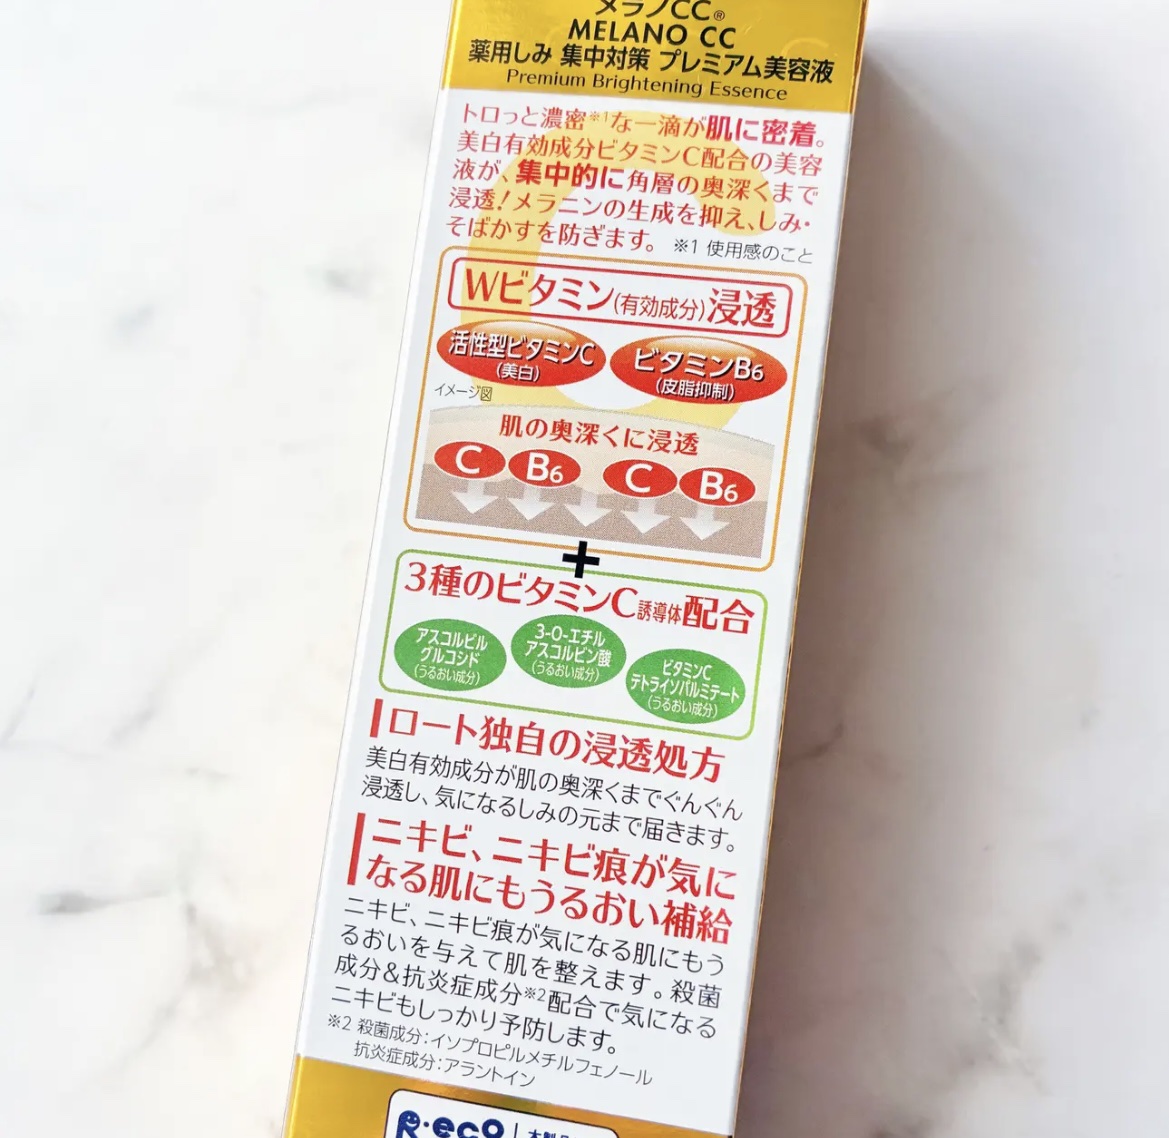 メラノCC®
MELANO CC
薬用しみ 集中対策 プレミアム美容液
Premium Brightening Essence
トロっと濃密※1な一滴が肌に密着。
美白有効成分ビタミンC配合の美容
液が、集中的に角層の奥深くまで
浸透!メラニンの生成を抑え、しみ・
そばかすを防ぎます。 ※1 使用感のこと
Wビタミン(有効成分)浸透
活性型ビタミンC
(美白)
ビタミンB6
(皮脂抑制)
イメージ図
肌の奥深くに浸透
C B6 C B6
+
3種のビタミンC誘導体配合
アスコルビル
グルコシド
(うるおい成分)
3-O-エチル
アスコルビン酸
(うるおい成分)
ビタミンC
テトライソパルミテート
(うるおい成分)
ロート独自の浸透処方
美白有効成分が肌の奥深くまでぐんぐん
浸透し、気になるしみの元まで届きます。
ニキビ、ニキビ痕が気に
なる肌にもうるおい補給
ニキビ、ニキビ痕が気になる肌にもう
るおいを与えて肌を整えます。殺菌
成分&抗炎症成分※2配合で気になる
ニキビもしっかり予防します。
※2 殺菌成分:イソプロピルメチルフェノール
抗炎症成分:アラントイン
R・eco